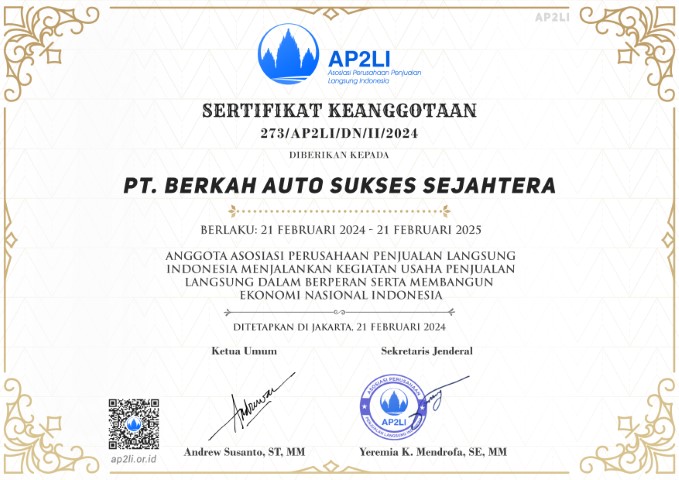 AP2LI
AP2LI
Asosiasi Perusahaan Penjualan
Langsung Indonesia
SERTIFIKAT KEANGGOTAAN
273/AP2LI/DN/II/2024
DIBERIKAN KEPADA
PT. BERKAH AUTO SUKSES SEJAHTERA
BERLAKU: 21 FEBRUARI 2024 - 21 FEBRUARI 2025
ANGGOTA ASOSIASI PERUSAHAAN PENJUALAN LANGSUNG
INDONESIA MENJALANKAN KEGIATAN USAHA PENJUALAN
LANGSUNG DALAM BERPERAN SERTA MEMBANGUN
EKONOMI NASIONAL INDONESIA
DITETAPKAN DI JAKARTA, 21 FEBRUARI 2024
Ketua Umum
Sekretaris Jenderal
ASOSIASI PERUSAHAAN
AP2LI
PENJUALAN LANGSUNG INDONESIA
ap2li.or.id
Andrew Susanto, ST, MM
Yeremia K. Mendrofa, SE, MM
AP2LI